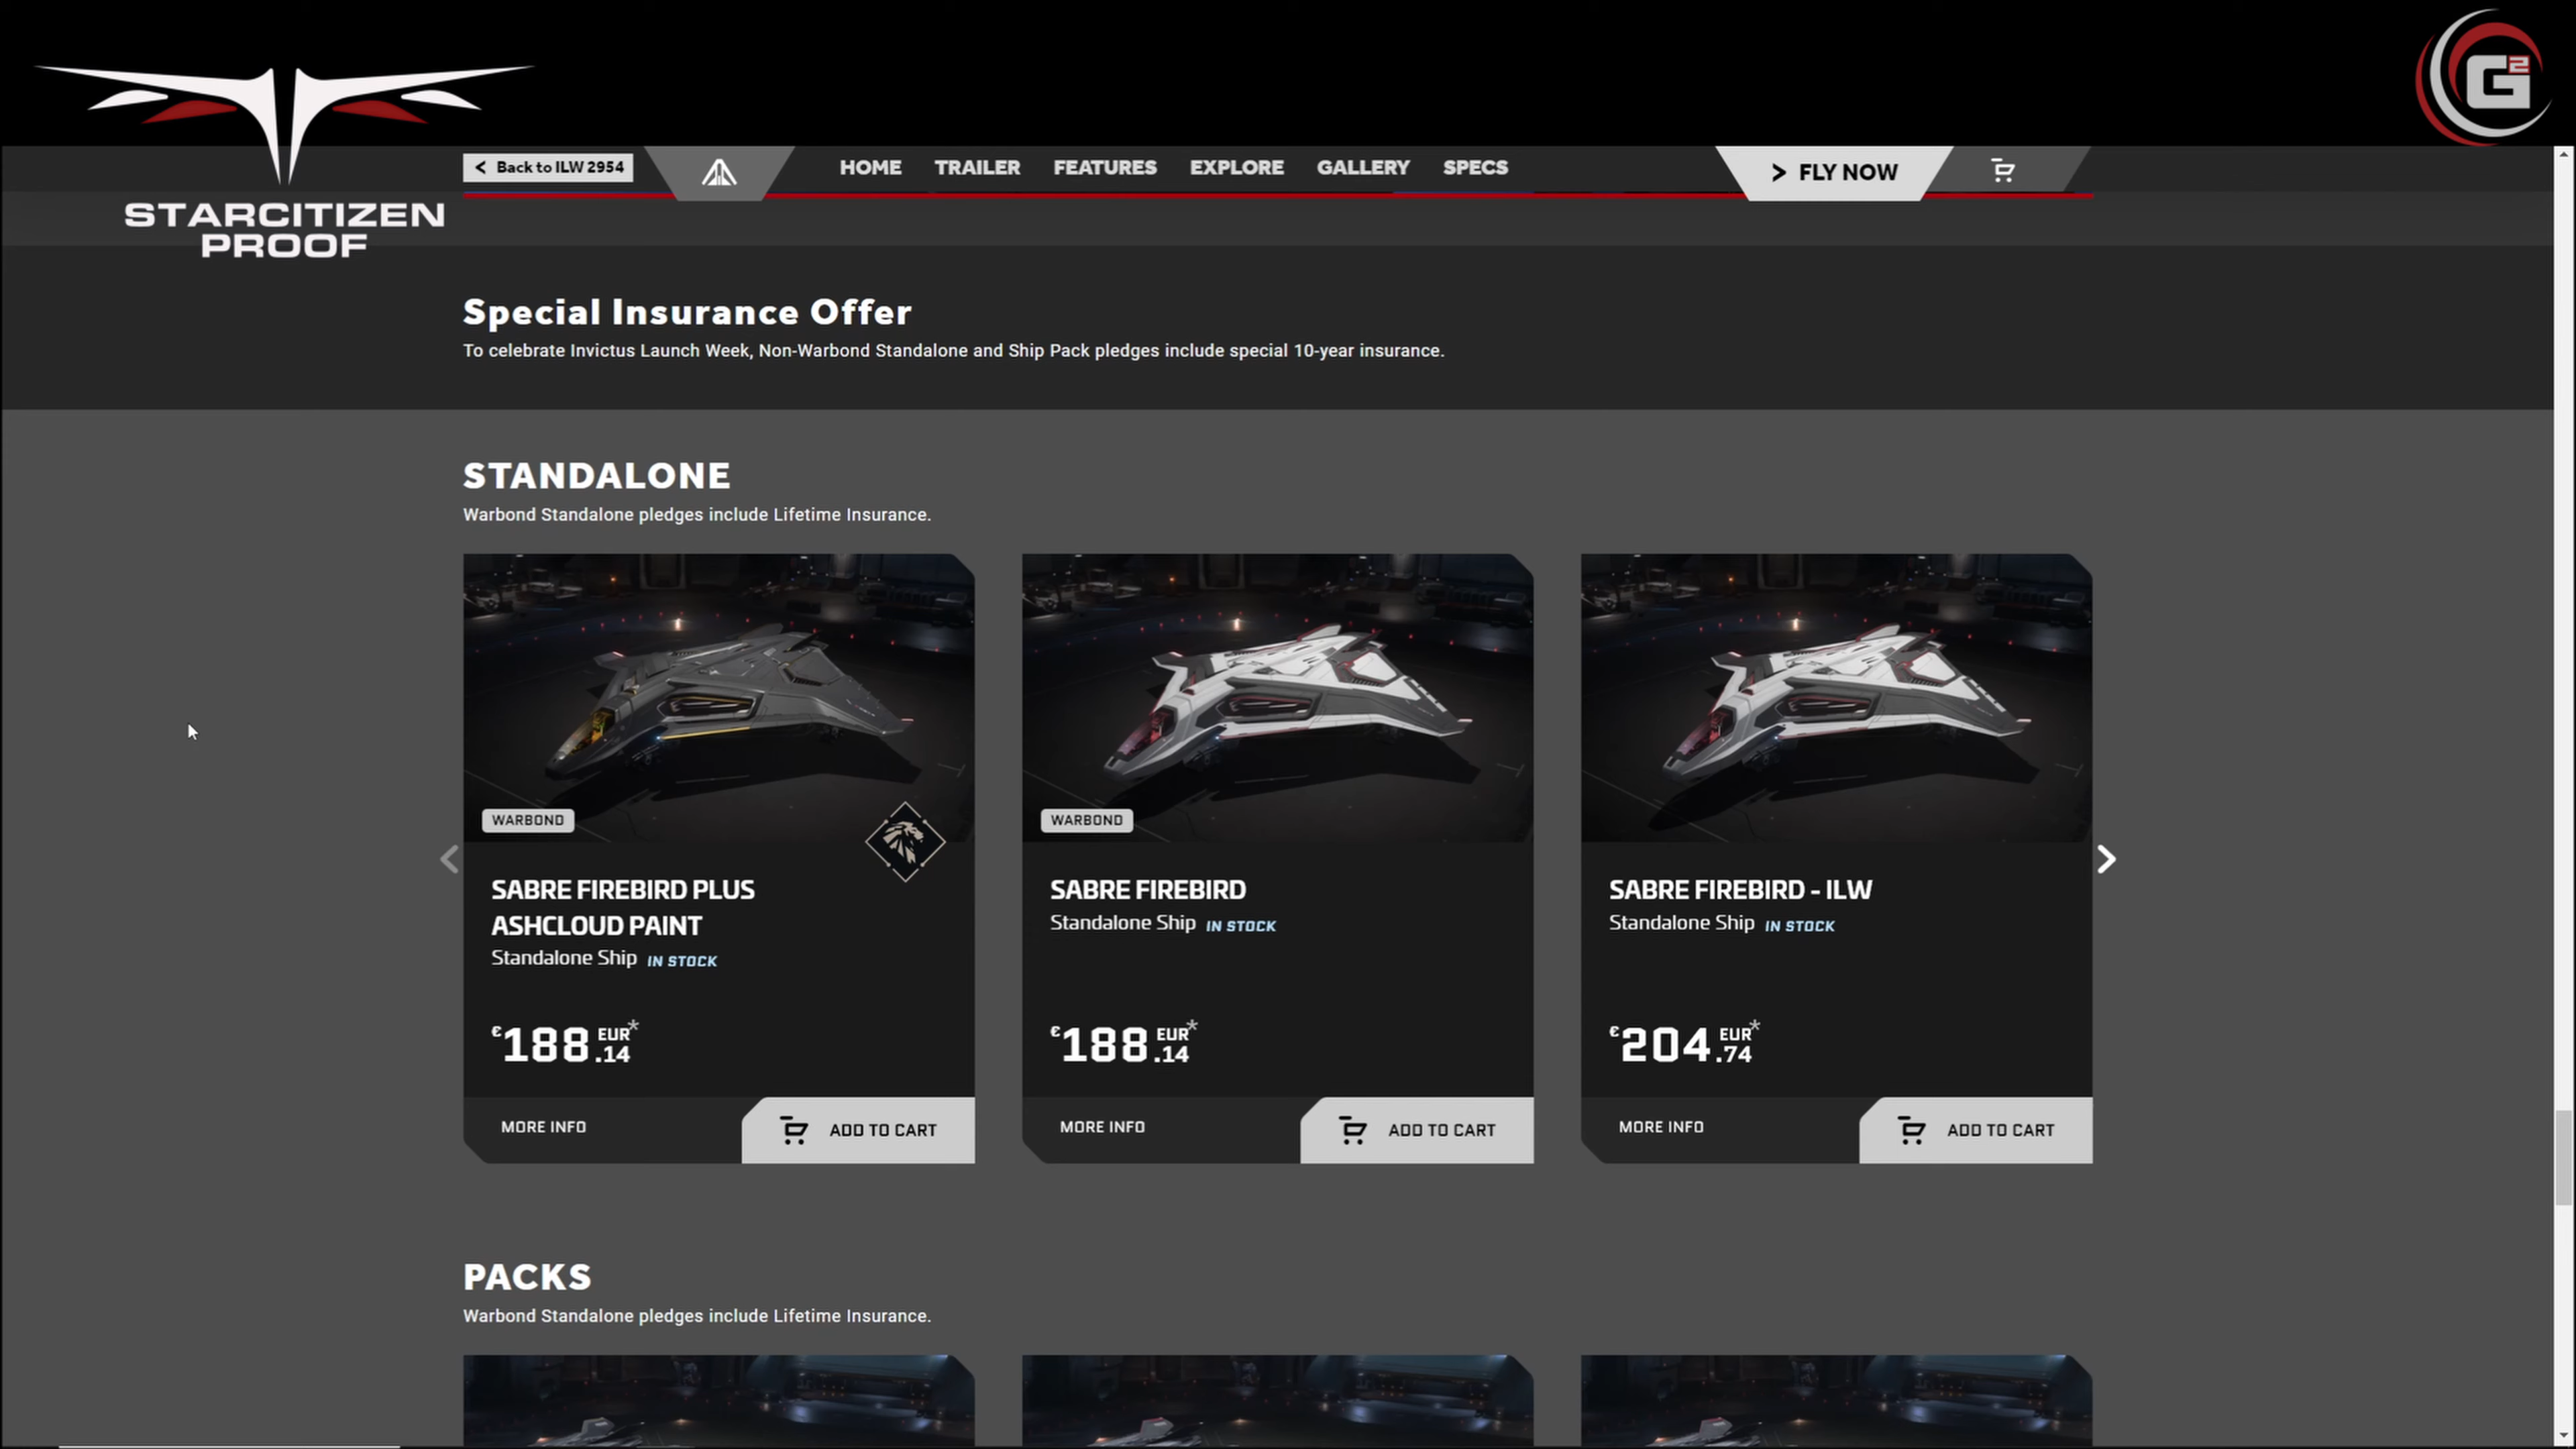 G2
< Back to ILW 2954
HOME
TRAILER
FEATURES
EXPLORE
GALLERY
SPECS
> FLY NOW
STARCITIZEN
PROOF
Special Insurance Offer
To celebrate Invictus Launch Week, Non-Warbond Standalone and Ship Pack pledges include special 10-year insurance.
STANDALONE
Warbond Standalone pledges include Lifetime Insurance.
WARBOND
SABRE FIREBIRD PLUS
ASHCLOUD PAINT
Standalone Ship IN STOCK
€188.14 EUR*
MORE INFO
ADD TO CART
WARBOND
SABRE FIREBIRD
Standalone Ship IN STOCK
€188.14 EUR*
MORE INFO
ADD TO CART
SABRE FIREBIRD - ILW
Standalone Ship IN STOCK
€204.74 EUR*
MORE INFO
ADD TO CART
PACKS
Warbond Standalone pledges include Lifetime Insurance.